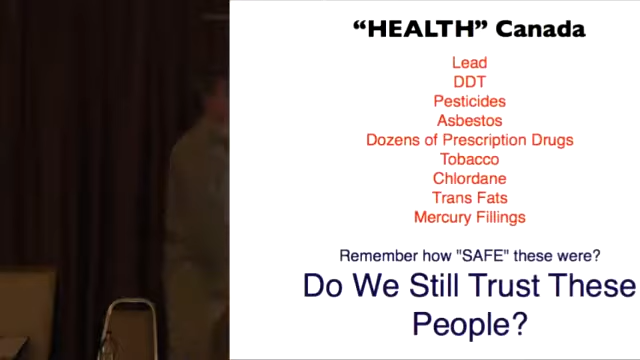 “HEALTH” Canada
Lead
DDT
Pesticides
Asbestos
Dozens of Prescription Drugs
Tobacco
Chlordane
Trans Fats
Mercury Fillings
Remember how "SAFE" these were?
Do We Still Trust These
People?